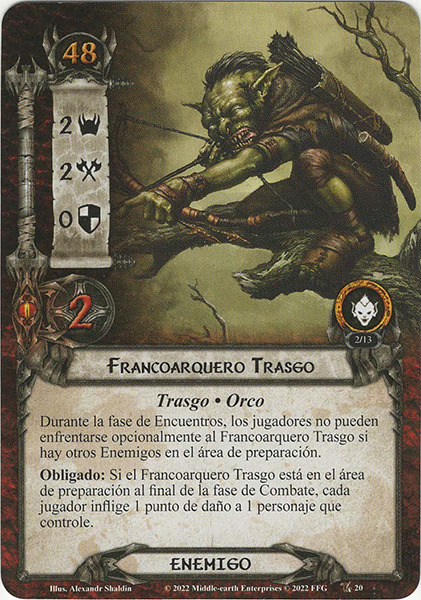 48
2
2
0
2
2/13
Francoarquero Trasgo
Trasgo • Orco
Durante la fase de Encuentros, los jugadores no pueden
enfrentarse opcionalmente al Francoarquero Trasgo si
hay otros Enemigos en el área de preparación.
Obligado: Si el Francoarquero Trasgo está en el área
de preparación al final de la fase de Combate, cada
jugador inflige 1 punto de daño a 1 personaje que
controle.
ENEMIGO
Illus. Alexandr Shaldin © 2022 Middle-earth Enterprises © 2022 FFG 20